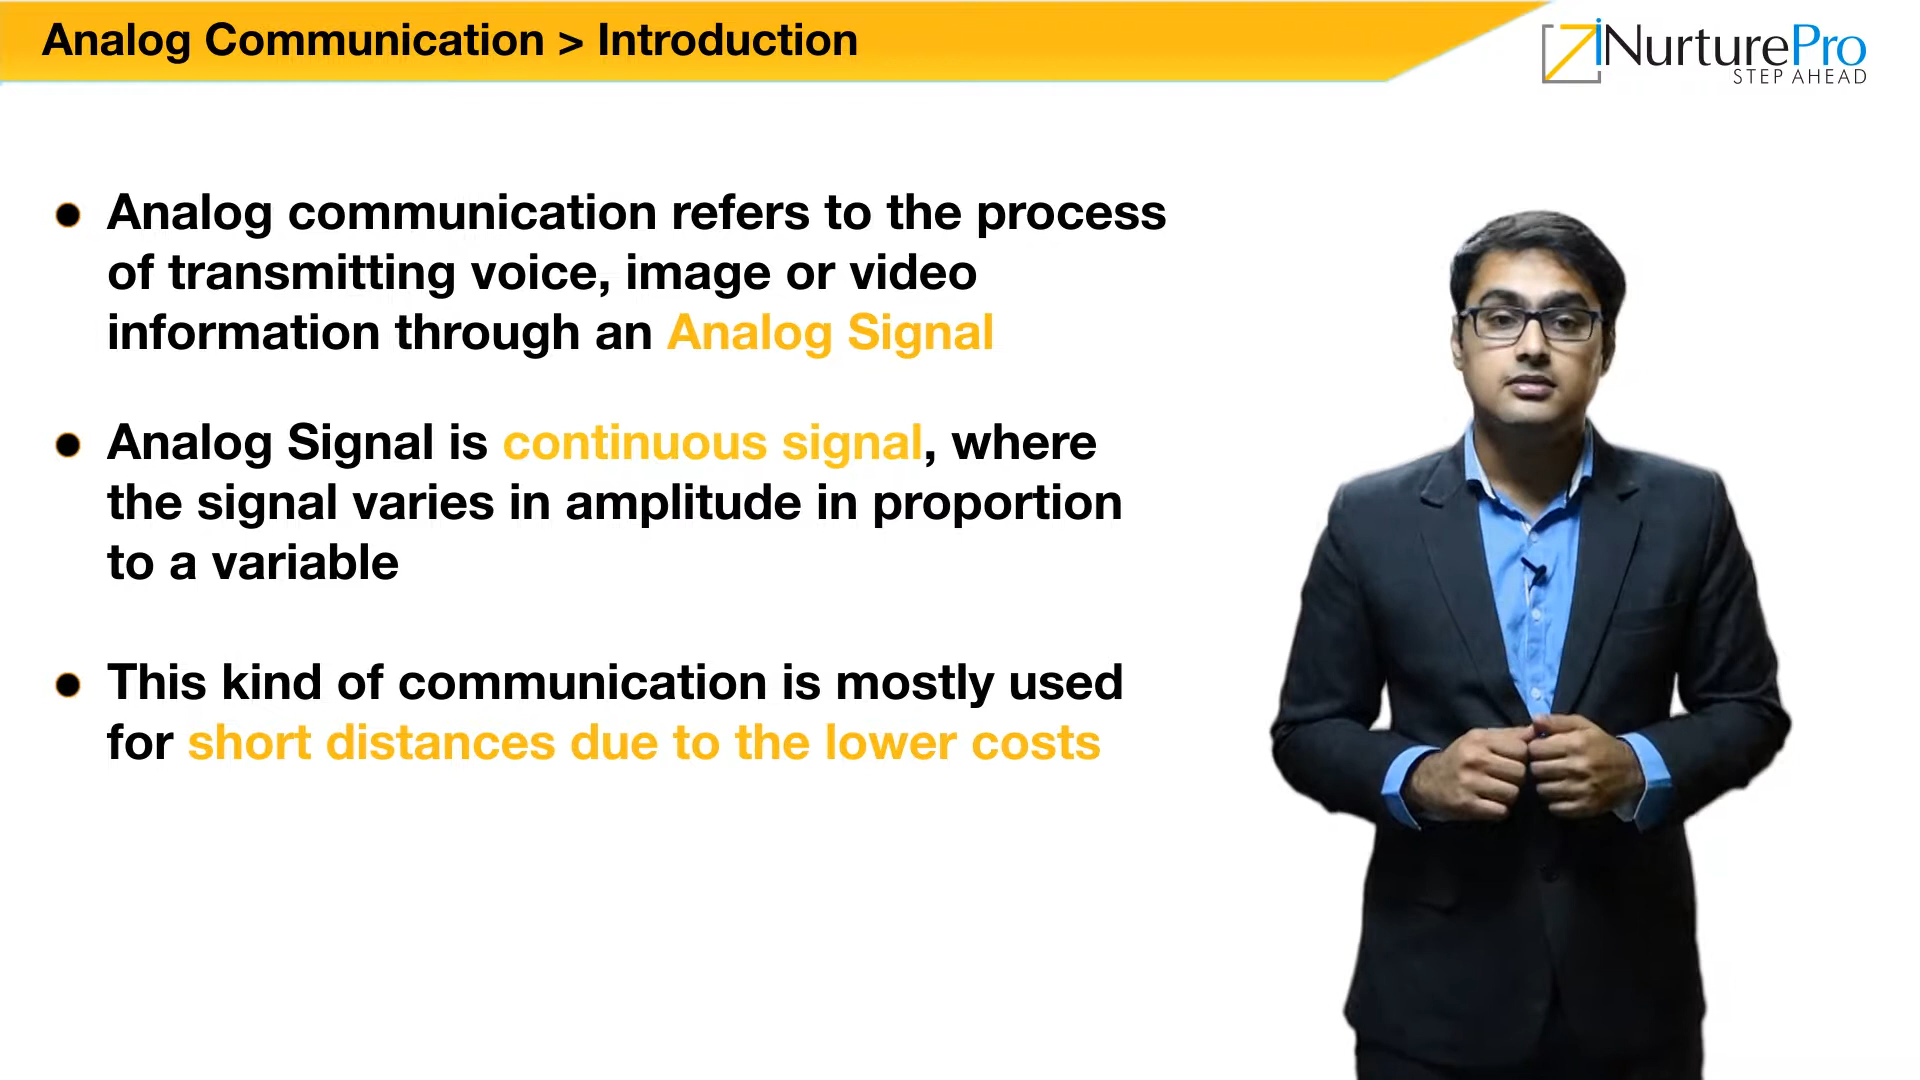 Analog Communication > Introduction
iNurturePro
STEP AHEAD
● Analog communication refers to the process
of transmitting voice, image or video
information through an Analog Signal
● Analog Signal is continuous signal, where
the signal varies in amplitude in proportion
to a variable
● This kind of communication is mostly used
for short distances due to the lower costs